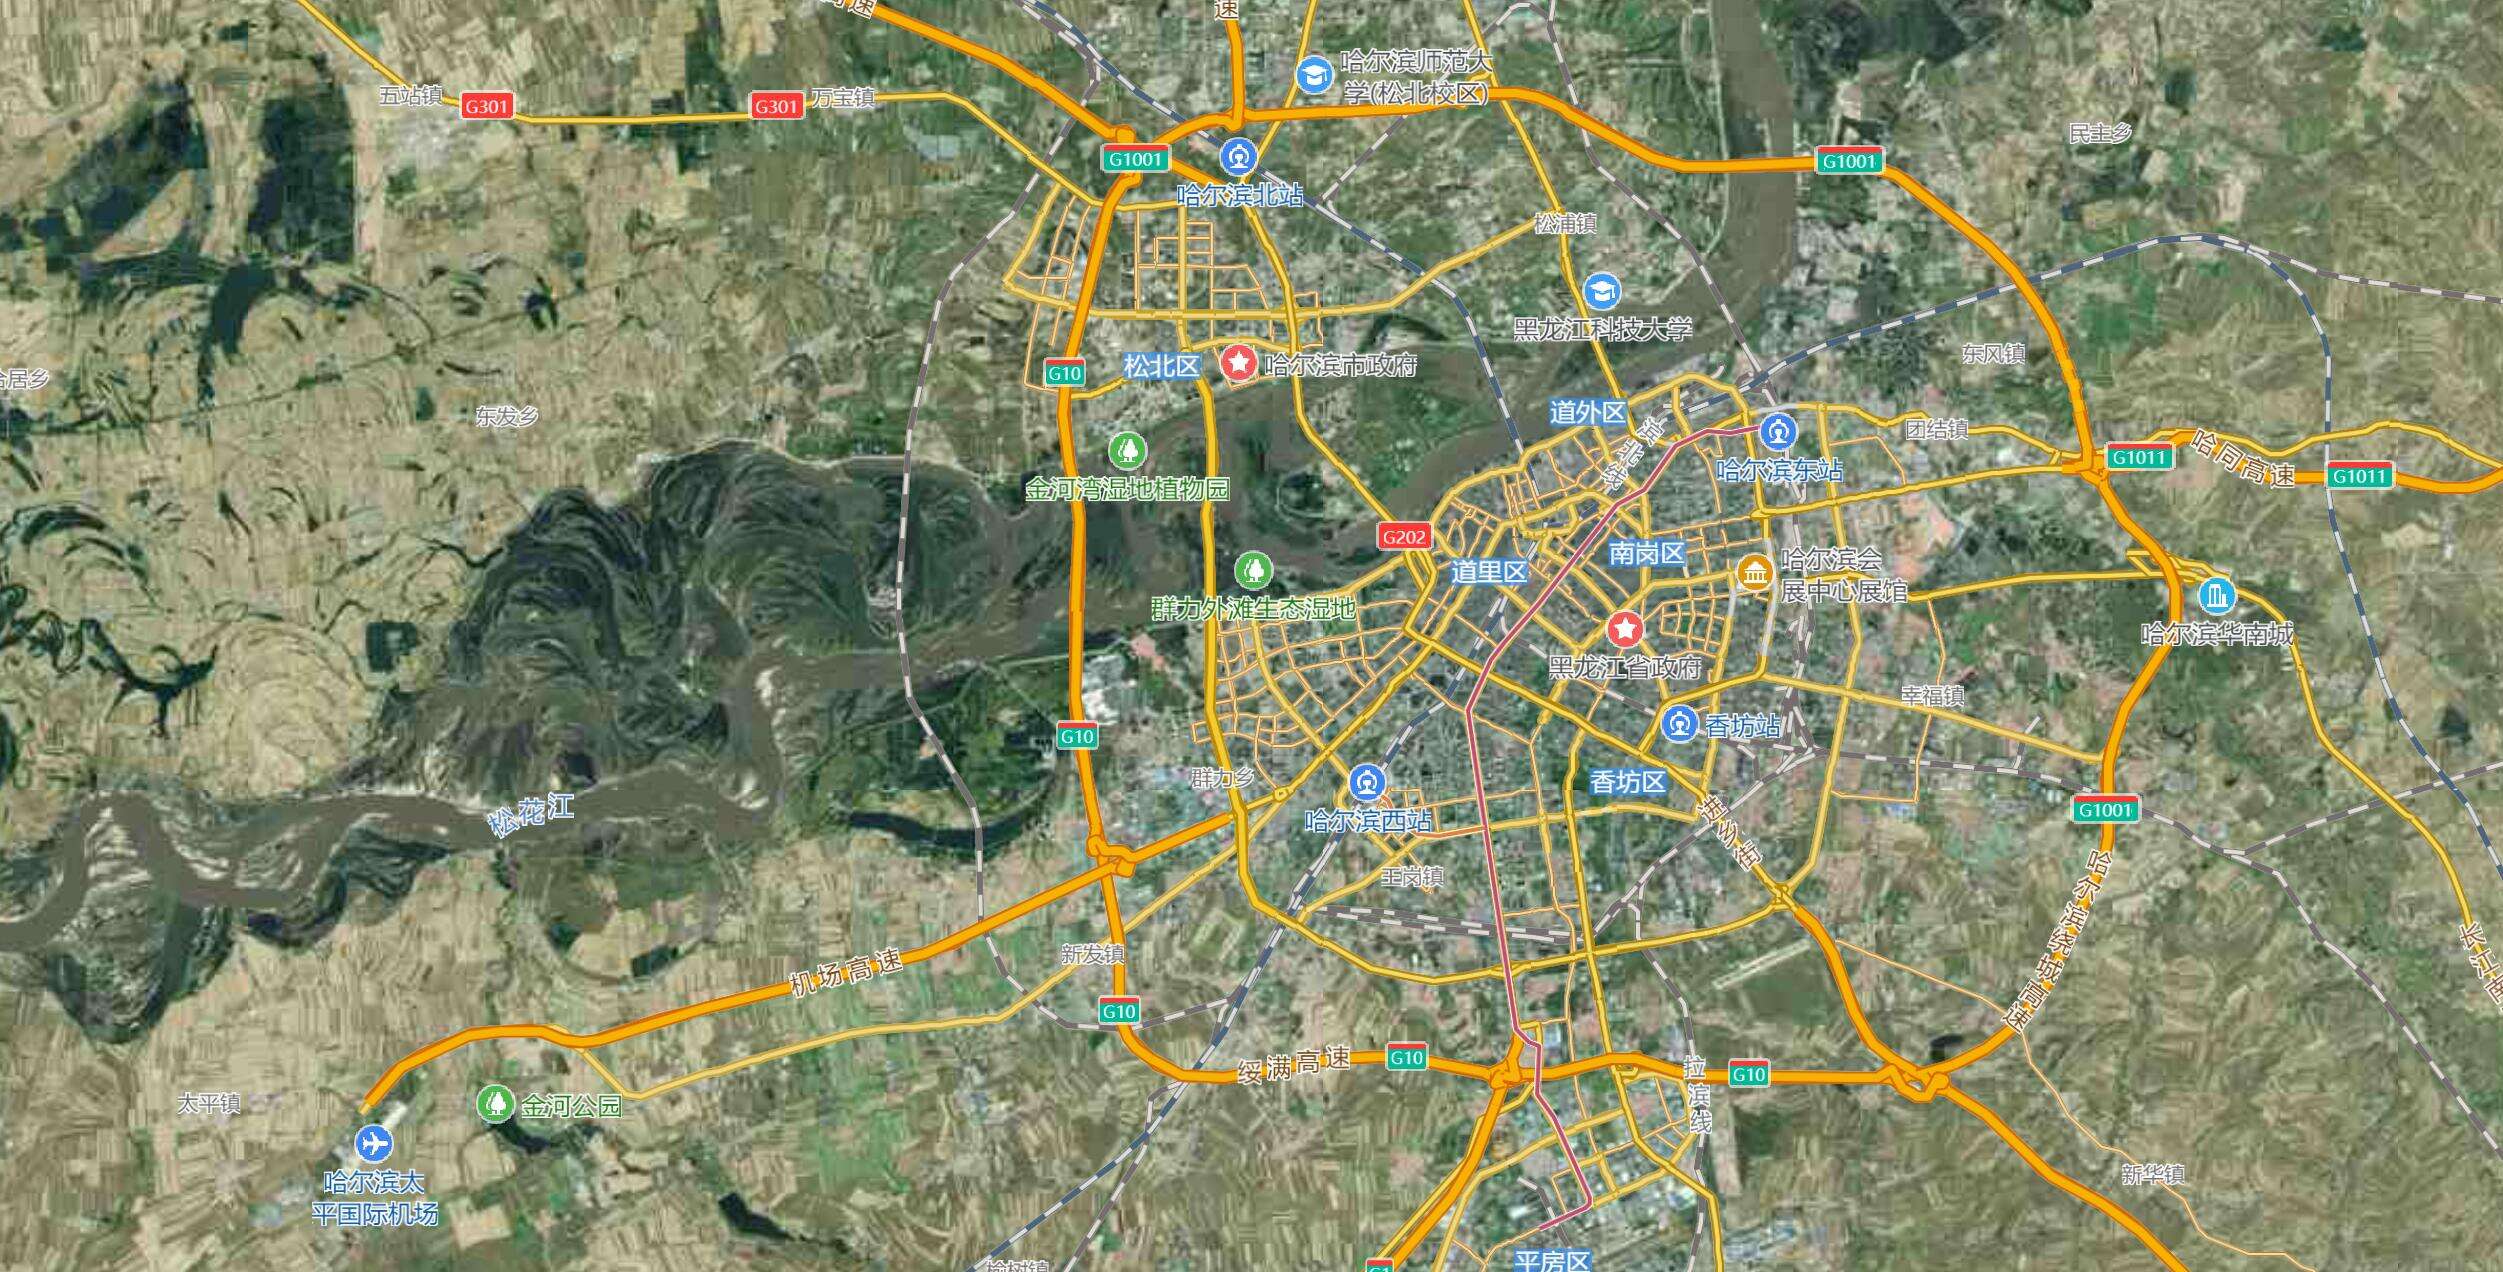 高速
速
哈尔滨师范大
学(松北校区)
五站镇
G301
G301
万宝镇
民主乡
G1001
G1001
哈尔滨北站
松浦镇
黑龙江科技大学
东风镇
松北区
哈尔滨市政府
G10
居乡
东发乡
道外区
团结镇
金河湾湿地植物园
滨北线
哈尔滨东站
G1011
哈同高速
G1011
G202
道里区
南岗区
哈尔滨会
展中心展馆
群力外滩生态湿地
哈尔滨华南城
黑龙江省政府
幸福镇
G10
香坊站
群力乡
哈尔滨西站
香坊区
松花江
进乡街
G1001
王岗镇
哈尔滨绕城高速
新发镇
机场高速
长江南
G10
绥满高速
G10
G10
拉滨线
太平镇
金河公园
哈尔滨太
平国际机场
新华镇
平房区
G1
榆树镇